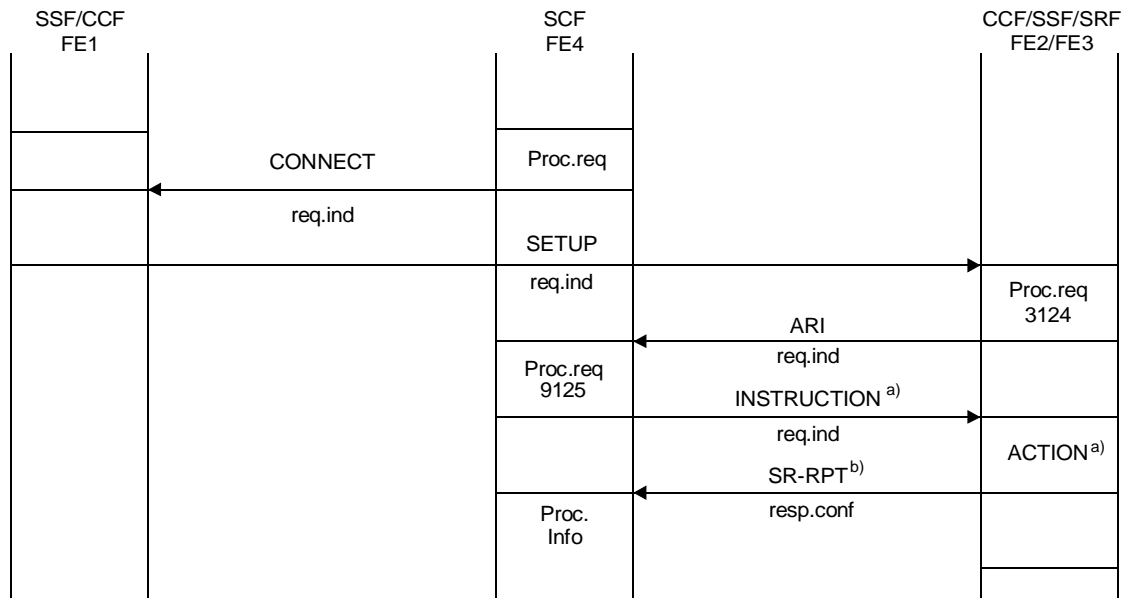 SSF/CCF
FE1
SCF
FE4
CCF/SSF/SRF
FE2/FE3
CONNECT
Proc.req
req.ind
SETUP
req.ind
Proc.req
3124
ARI
req.ind
Proc.req
9125
INSTRUCTION a)
req.ind
ACTION a)
SR-RPT b)
resp.conf
Proc.
Info